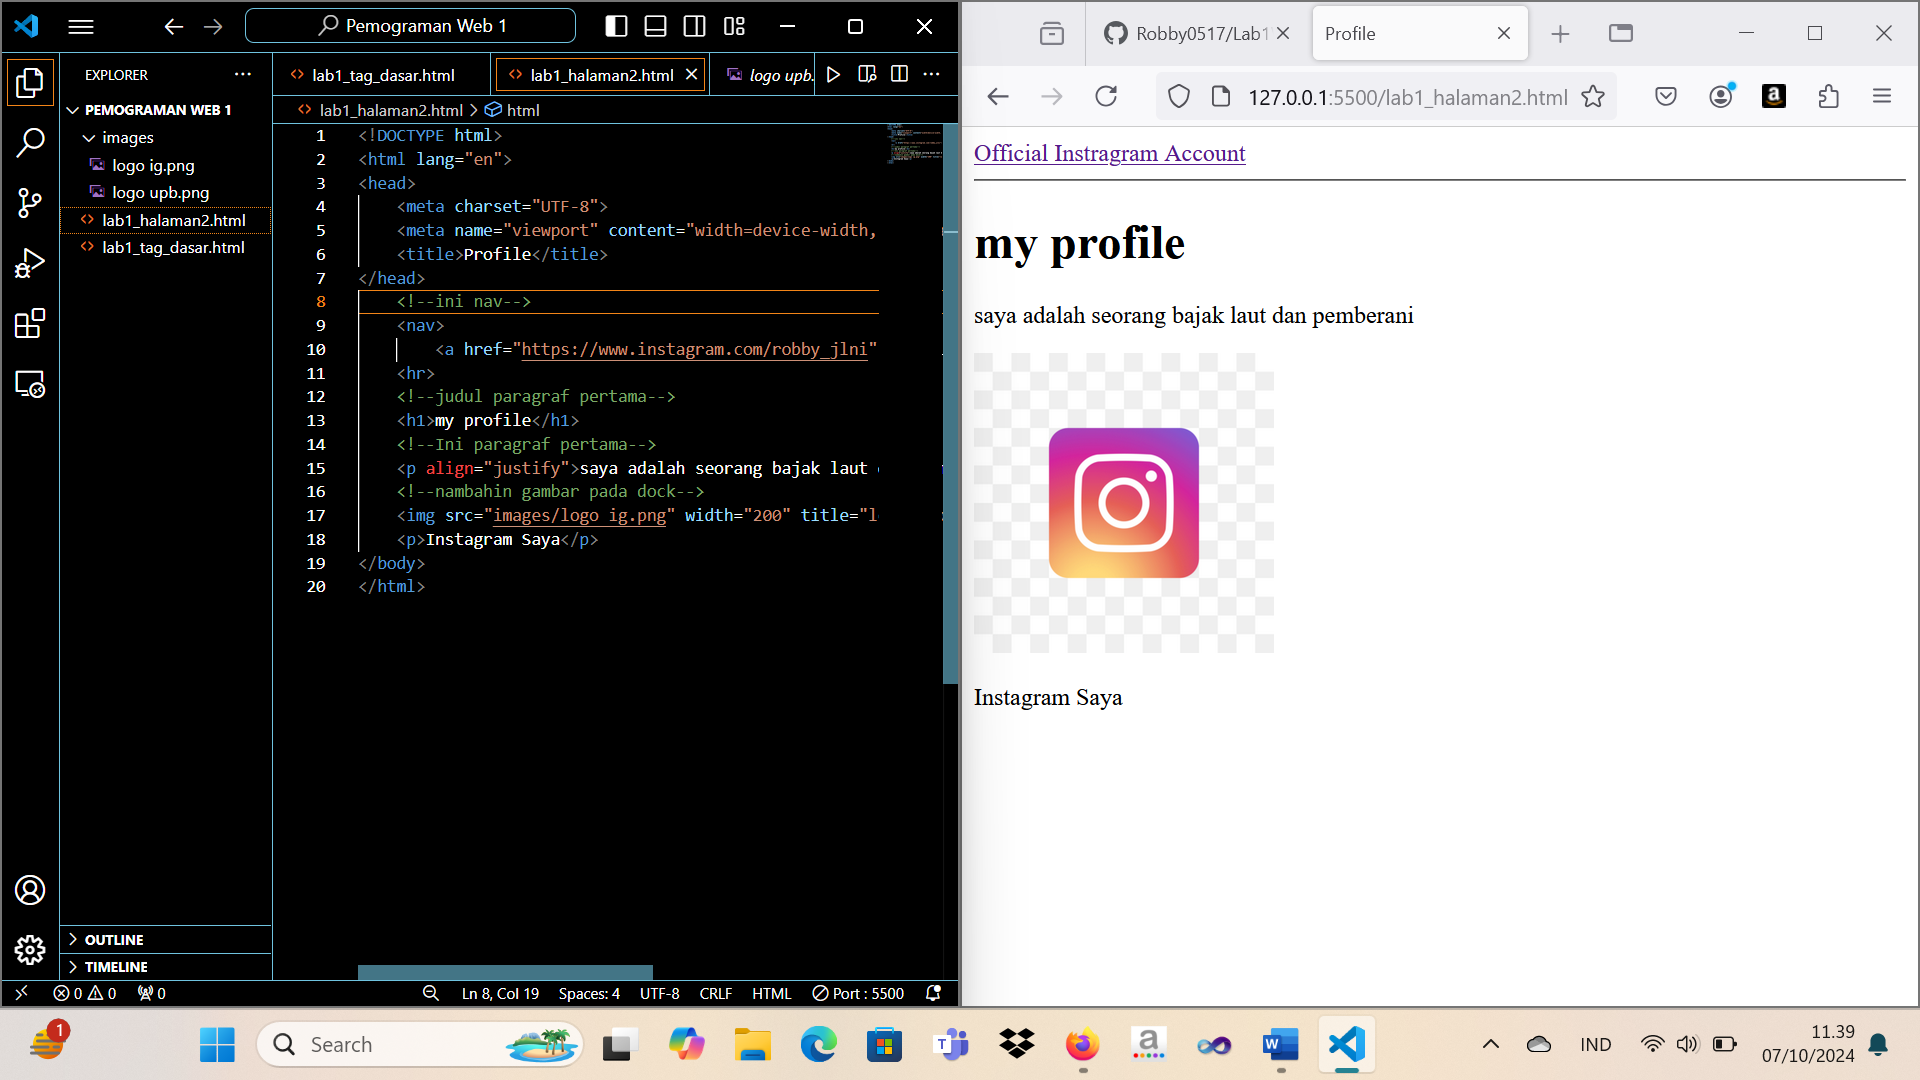 Pemograman Web 1
EXPLORER
PEMOGRAMAN WEB 1
images
logo ig.png
logo upb.png
lab1_halaman2.html
lab1_tag_dasar.html
OUTLINE
TIMELINE
lab1_tag_dasar.html
lab1_halaman2.html
logo upb.
lab1_halaman2.html > html
1 <!DOCTYPE html>
2 <html lang="en">
3 <head>
4 <meta charset="UTF-8">
5 <meta name="viewport" content="width=device-width,
6 <title>Profile</title>
7 </head>
8 <!--ini nav-->
9 <nav>
10 <a href="https://www.instagram.com/robby_jlni"
11 <hr>
12 <!--judul paragraf pertama-->
13 <h1>my profile</h1>
14 <!--Ini paragraf pertama-->
15 <p align="justify">saya adalah seorang bajak laut
16 <!--nambahin gambar pada dock-->
17 <img src="images/logo ig.png" width="200" title="l
18 <p>Instagram Saya</p>
19 </body>
20 </html>
0 0 0
Ln 8, Col 19 Spaces: 4 UTF-8 CRLF HTML Port : 5500
Robby0517/Lab1
Profile
127.0.0.1:5500/lab1_halaman2.html
Official Instragram Account
my profile
saya adalah seorang bajak laut dan pemberani
Instagram Saya
1
Search
IND
11.39
07/10/2024